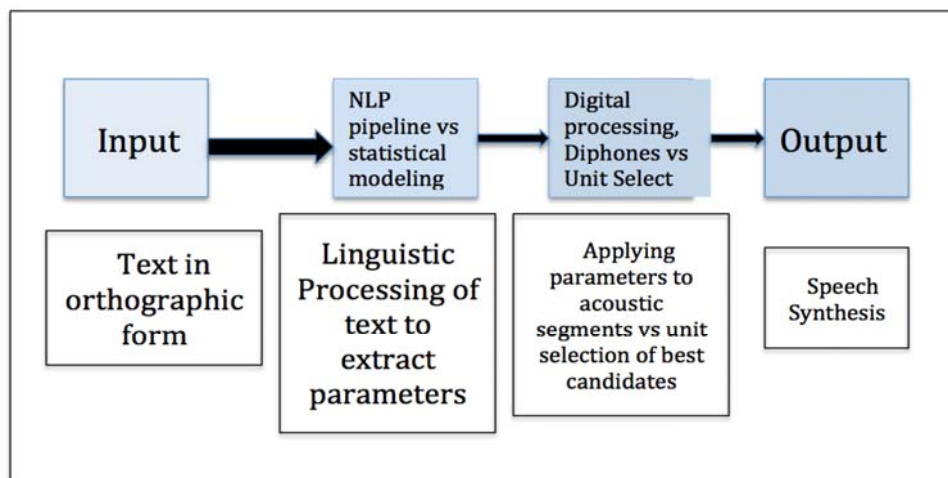 Input
NLP
pipeline vs
statistical
modeling
Digital
processing,
Diphones vs
Unit Select
Output
Text in
orthographic
form
Linguistic
Processing of
text to
extract
parameters
Applying
parameters to
acoustic
segments vs unit
selection of best
candidates
Speech
Synthesis